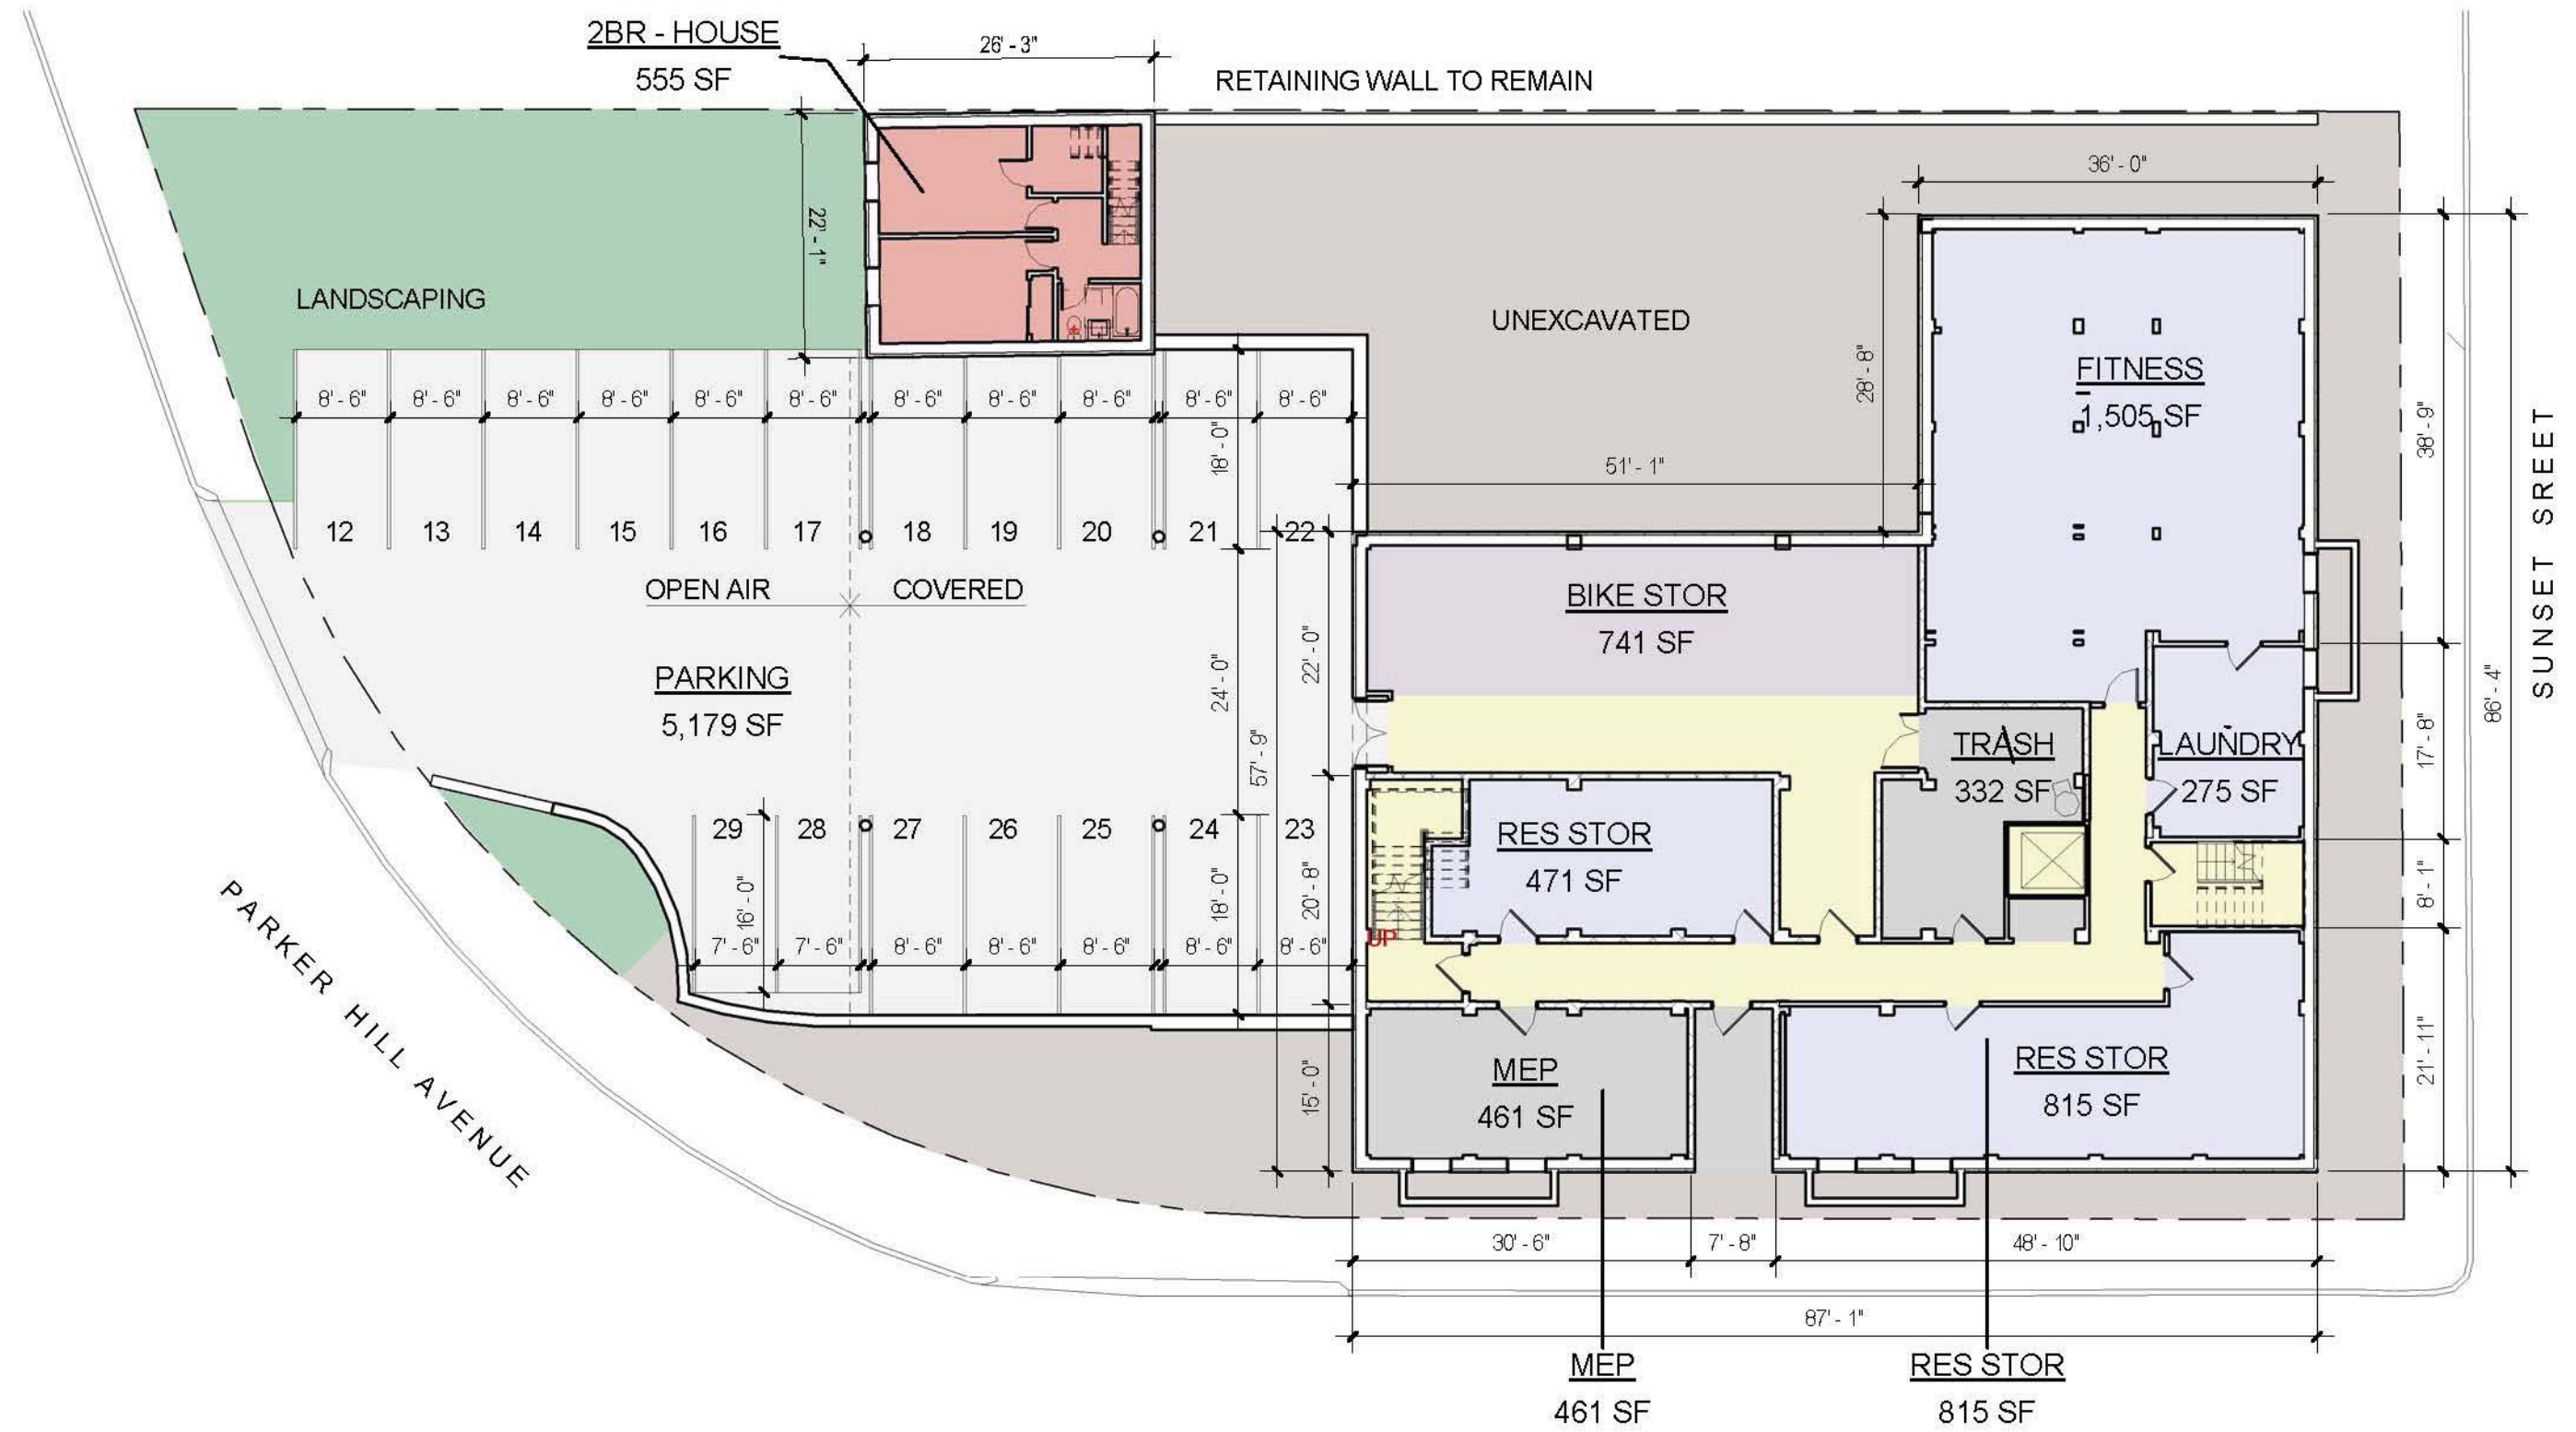 2BR - HOUSE
555 SF
26' - 3"
RETAINING WALL TO REMAIN
36' - 0"
22' - 1"
LANDSCAPING
UNEXCAVATED
28' - 8"
FITNESS
1,505 SF
38' - 9"
SUNSET SREET
8' - 6"
8' - 6"
8' - 6"
8' - 6"
8' - 6"
8' - 6"
8' - 6"
8' - 6"
8' - 6"
8' - 6"
8' - 6"
18' - 0"
51' - 1"
12
13
14
15
16
17
18
19
20
21
22
OPEN AIR
COVERED
BIKE STOR
741 SF
22' - 0"
24' - 0"
PARKING
5,179 SF
57' - 9"
86' - 4"
17' - 8"
TRASH
332 SF
LAUNDRY
275 SF
29
28
27
26
25
24
23
RES STOR
471 SF
16' - 0"
18' - 0"
20' - 8"
8' - 1"
7' - 6"
7' - 6"
8' - 6"
8' - 6"
8' - 6"
8' - 6"
8' - 6"
UP
PARKER HILL AVENUE
15' - 0"
MEP
461 SF
RES STOR
815 SF
21' - 11"
30' - 6"
7' - 8"
48' - 10"
87' - 1"
MEP
461 SF
RES STOR
815 SF